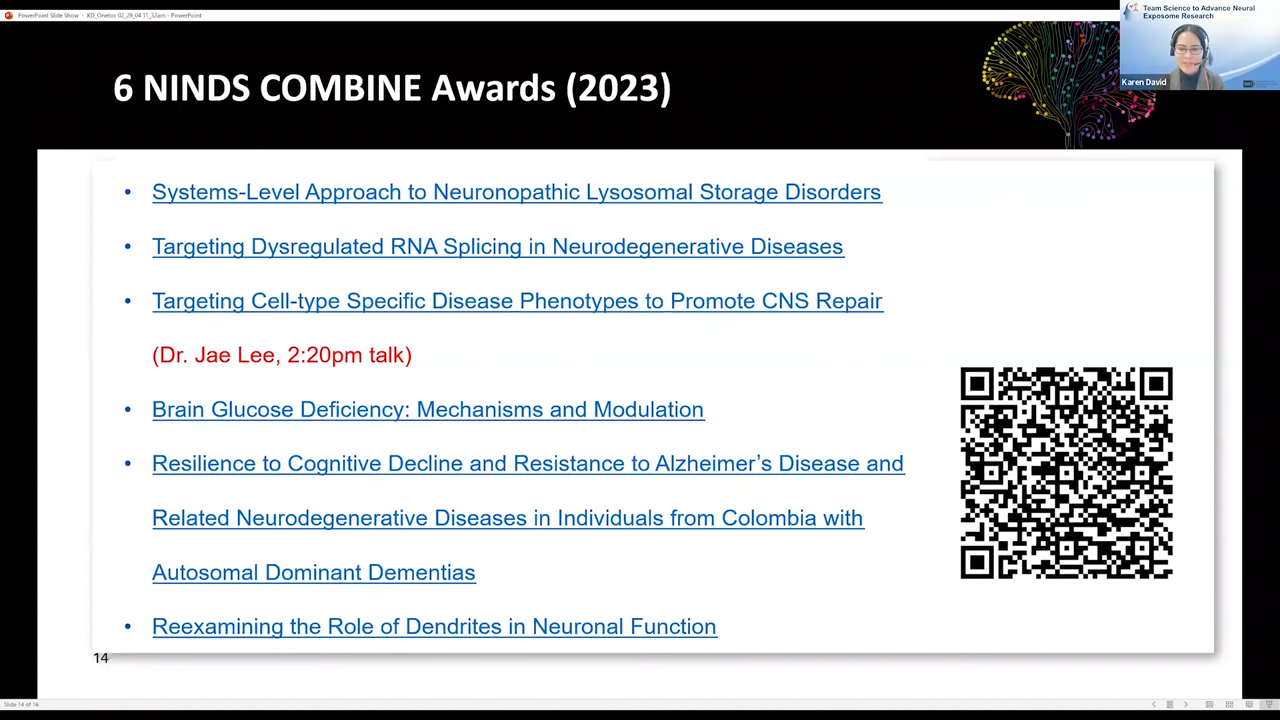 PowerPoint Slide Show - KD_Onetox 02_29_04 11_32am - PowerPoint
Team Science to Advance Neural
Exposome Research
Karen David
6 NINDS COMBINE Awards (2023)
• Systems-Level Approach to Neuronopathic Lysosomal Storage Disorders
• Targeting Dysregulated RNA Splicing in Neurodegenerative Diseases
• Targeting Cell-type Specific Disease Phenotypes to Promote CNS Repair
(Dr. Jae Lee, 2:20pm talk)
• Brain Glucose Deficiency: Mechanisms and Modulation
• Resilience to Cognitive Decline and Resistance to Alzheimer’s Disease and
Related Neurodegenerative Diseases in Individuals from Colombia with
Autosomal Dominant Dementias
• Reexamining the Role of Dendrites in Neuronal Function
14
Slide 14 of 16